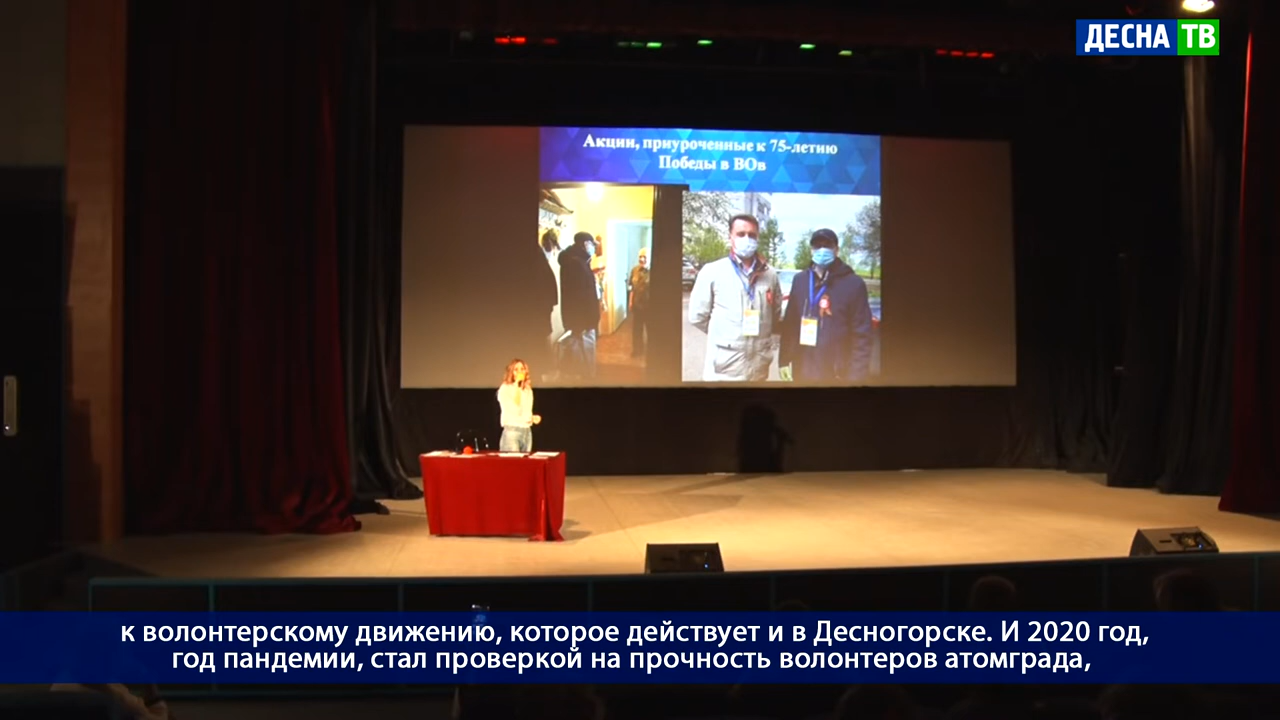 ДЕСНА ТВ
Акции, приуроченные к 75-летию
Победы в ВОв
к волонтерскому движению, которое действует и в Десногорске. И 2020 год,
год пандемии, стал проверкой на прочность волонтеров атомграда,